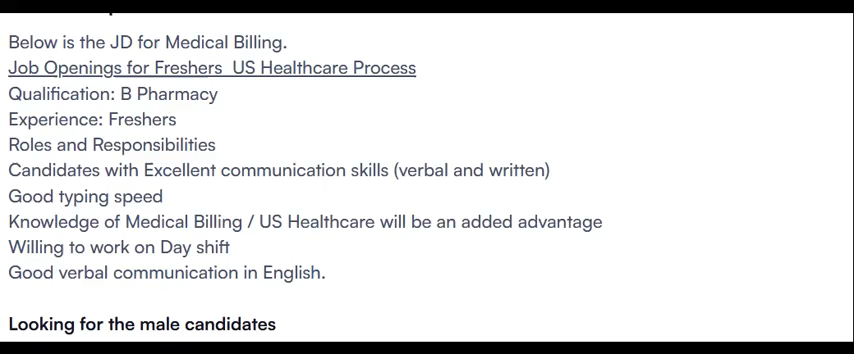 Below is the JD for Medical Billing.
Job Openings for Freshers  US Healthcare Process
Qualification: B Pharmacy
Experience: Freshers
Roles and Responsibilities
Candidates with Excellent communication skills (verbal and written)
Good typing speed
Knowledge of Medical Billing / US Healthcare will be an added advantage
Willing to work on Day shift
Good verbal communication in English.
Looking for the male candidates